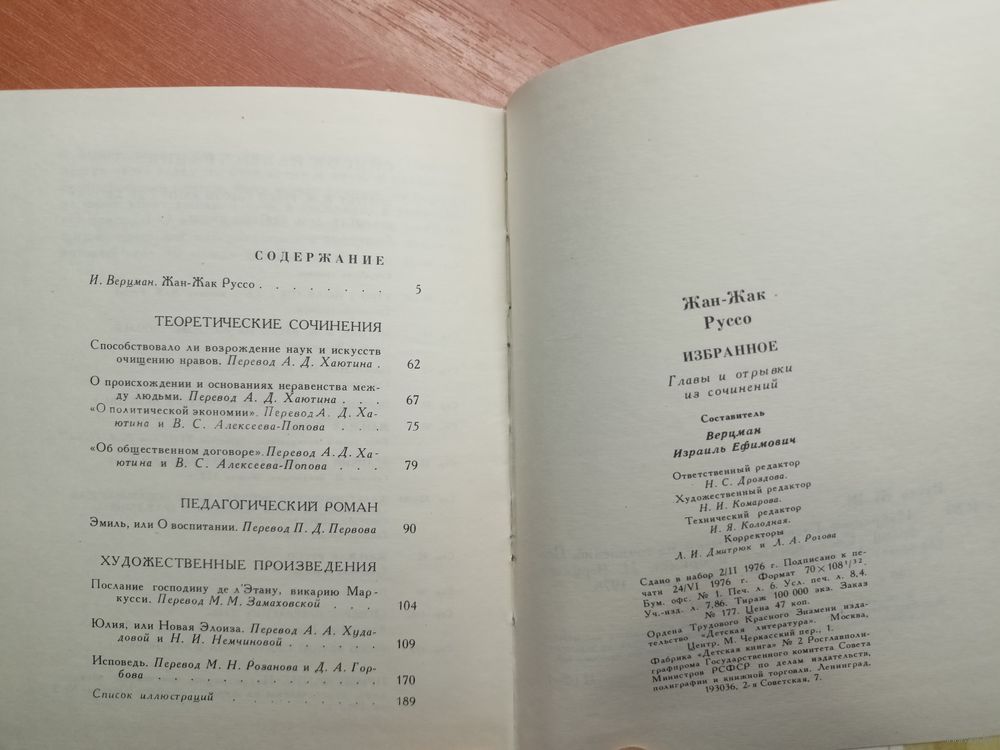 СОДЕРЖАНИЕ
И. Верцман. Жан-Жак Руссо . . . . . . . . 5
ТЕОРЕТИЧЕСКИЕ СОЧИНЕНИЯ
Способствовало ли возрождение наук и искусств
очищению нравов. Перевод А. Д. Хаютина . 62
О происхождении и основаниях неравенства меж-
ду людьми. Перевод А. Д. Хаютина . . . 67
«О политической экономии». Перевод А. Д. Ха-
ютина и В. С. Алексеева-Попова . . . 75
«Об общественном договоре». Перевод А. Д. Ха-
ютина и В. С. Алексеева-Попова . . . 79
ПЕДАГОГИЧЕСКИЙ РОМАН
Эмиль, или О воспитании. Перевод П. Д. Первова 90
ХУДОЖЕСТВЕННЫЕ ПРОИЗВЕДЕНИЯ
Послание господину де л'Этану, викарию Мар-
кусси. Перевод М. М. Замаховской . . . 104
Юлия, или Новая Элоиза. Перевод А. А. Худа-
довой и Н. И. Немчиновой . . . . . . 109
Исповедь. Перевод М. Н. Розанова и Д. А. Гор-
бова . . . . . . . . . . . . . 170
Список иллюстраций . . . . . . . . . 189
Жан-Жак
Руссо
ИЗБРАННОЕ
Главы и отрывки
из сочинений
Составитель
Верцман
Израиль Ефимович
Ответственный редактор
Н. С. Дроздова.
Художественный редактор
Н. И. Комарова.
Технический редактор
И. Я. Колодная.
Корректоры
Л. И. Дмитрюк и Л. А. Рогова
Сдано в набор 2/II 1976 г. Подписано к пе-
чати 24/VI 1976 г. Формат 70×108¹/₃₂.
Бум. офс. № 1. Печ. л. 6. Усл. печ. л. 8,4.
Уч.-изд. л. 7,86. Тираж 100 000 экз. Заказ
№ 177. Цена 47 коп.
Ордена Трудового Красного Знамени изда-
тельство «Детская литература». Москва,
Центр, М. Черкасский пер., 1.
Фабрика «Детская книга» № 2 Росглавполи-
графпрома Государственного комитета Совета
Министров РСФСР по делам издательств,
полиграфии и книжной торговли. Ленинград,
193036, 2-я Советская, 7.